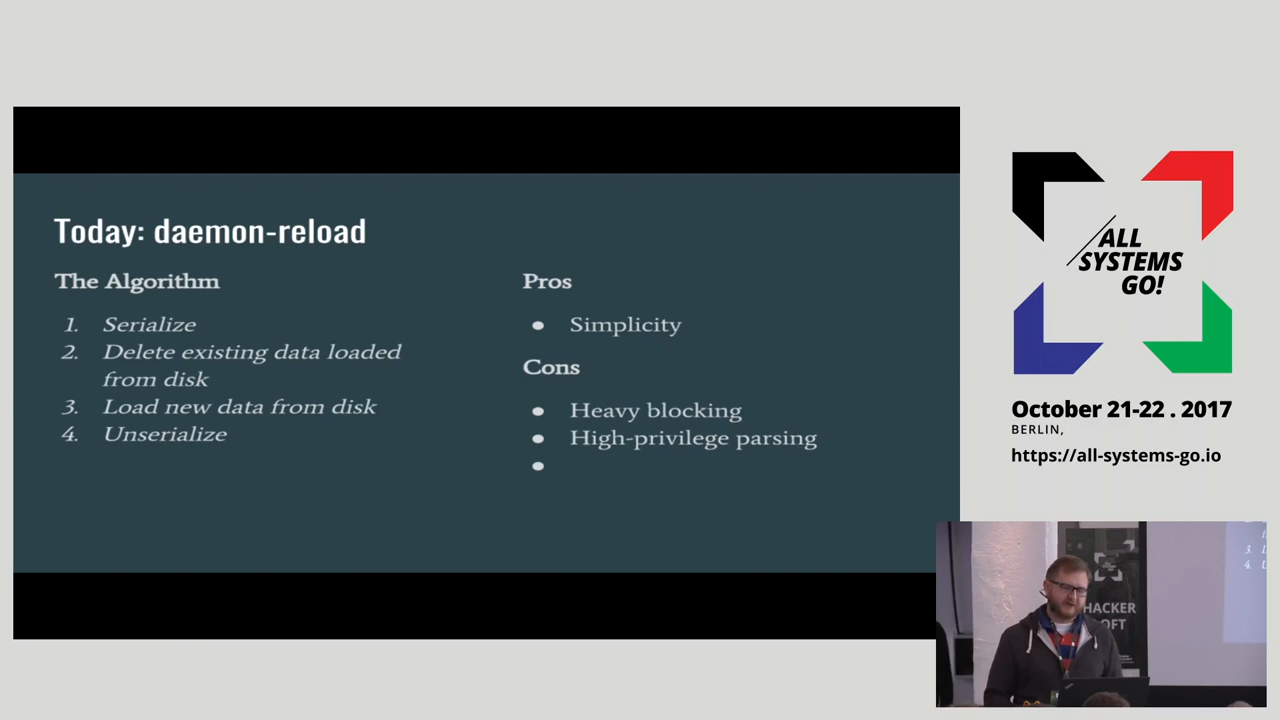 Today: daemon-reload
The Algorithm
1. Serialize
2. Delete existing data loaded
from disk
3. Load new data from disk
4. Unserialize
Pros
● Simplicity
Cons
● Heavy blocking
● High-privilege parsing
●
ALL
SYSTEMS
GO!
October 21-22 . 2017
BERLIN,
https://all-systems-go.io
HACKER
3.
4.